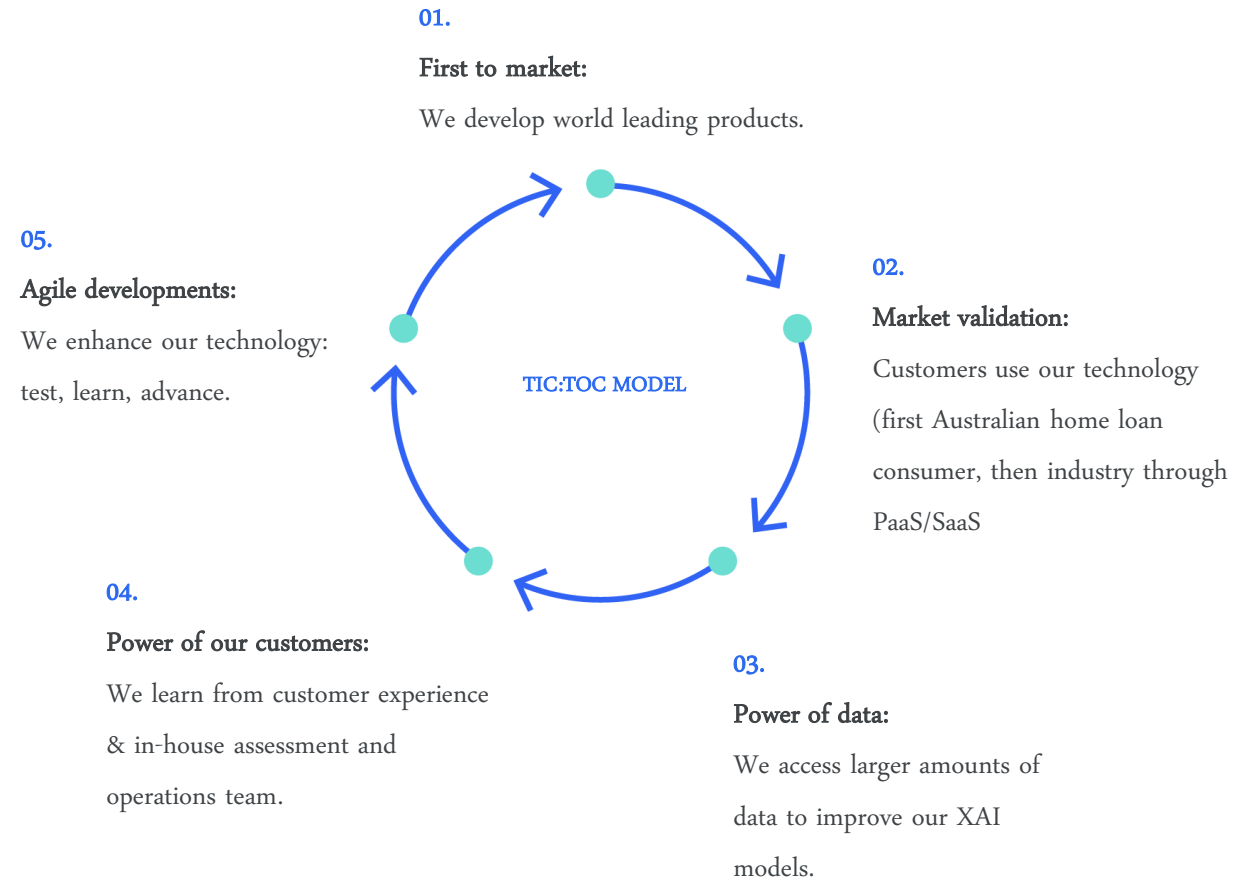 01.
First to market:
We develop world leading products.
02.
Market validation:
Customers use our technology
(first Australian home loan
consumer, then industry through
PaaS/SaaS
03.
Power of data:
We access larger amounts of
data to improve our XAI
models.
04.
Power of our customers:
We learn from customer experience
& in-house assessment and
operations team.
05.
Agile developments:
We enhance our technology:
test, learn, advance.
TIC:TOC MODEL